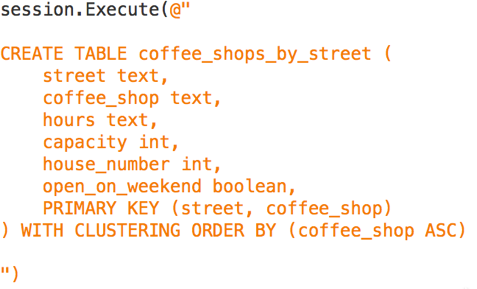 session.Execute(@"
CREATE TABLE coffee_shops_by_street (
street text,
coffee_shop text,
hours text,
capacity int,
house_number int,
open_on_weekend boolean,
PRIMARY KEY (street, coffee_shop)
) WITH CLUSTERING ORDER BY (coffee_shop ASC)
")